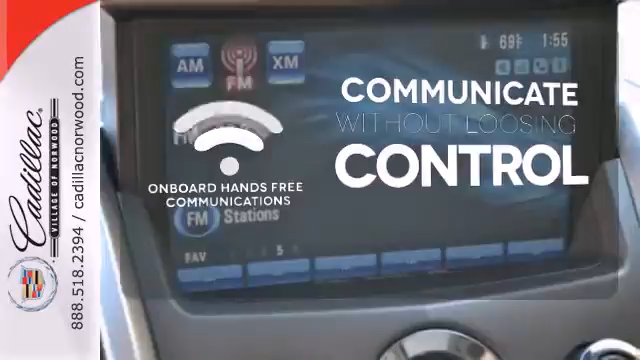 Cadillac
VILLAGE OF NORWOOD
888.518.2394 / cadillacnorwood.com
AM
FM
XM
69°
1:55
COMMUNICATE
WITHOUT LOOSING
CONTROL
ONBOARD HANDS FREE
COMMUNICATIONS
FM Stations
FAV
5